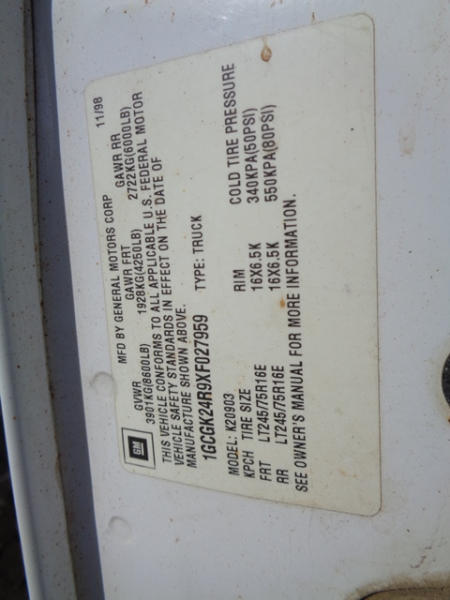 GM
MFD BY GENERAL MOTORS CORP 11/98
GVWR GAWR FRT GAWR RR
3901KG(8600LB) 1928KG(4250LB) 2722KG(6000LB)
THIS VEHICLE CONFORMS TO ALL APPLICABLE U.S. FEDERAL MOTOR
VEHICLE SAFETY STANDARDS IN EFFECT ON THE DATE OF
MANUFACTURE SHOWN ABOVE.
1GCGK24R9XF027959 TYPE: TRUCK
MODEL: K20903
KPCH TIRE SIZE RIM COLD TIRE PRESSURE
FRT LT245/75R16E 16X6.5K 340KPA(50PSI)
RR LT245/75R16E 16X6.5K 550KPA(80PSI)
SEE OWNER'S MANUAL FOR MORE INFORMATION.